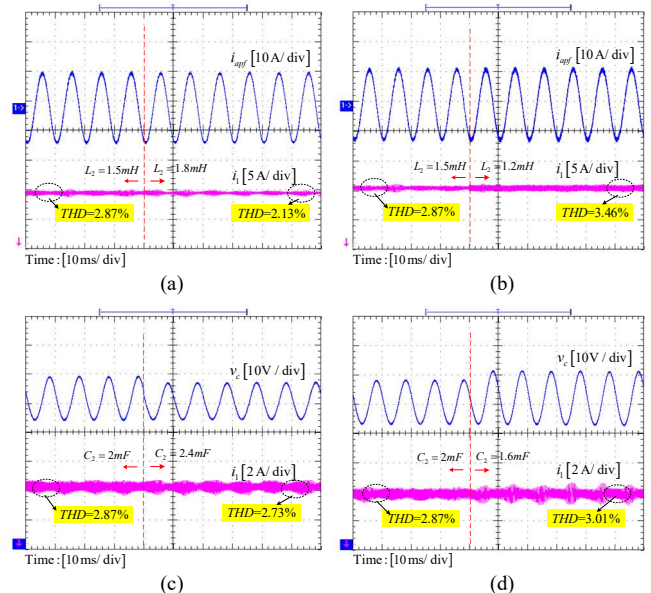 i_apf [10 A/ div]
1
L₂ = 1.5mH L₂ = 1.8mH
i₁ [5 A/ div]
THD=2.87% THD=2.13%
Time : [10 ms/ div]
(a)
i_apf [10 A/ div]
1
L₂ = 1.5mH L₂ = 1.2mH
i₁ [5 A/ div]
THD=2.87% THD=3.46%
Time : [10 ms/ div]
(b)
v_c [10V / div]
C₂ = 2mF C₂ = 2.4mF
i₁ [2 A/ div]
THD=2.87% THD=2.73%
Time : [10 ms/ div]
(c)
v_c [10V / div]
C₂ = 2mF C₂ = 1.6mF
i₁ [2 A/ div]
THD=2.87% THD=3.01%
Time : [10 ms/ div]
(d)